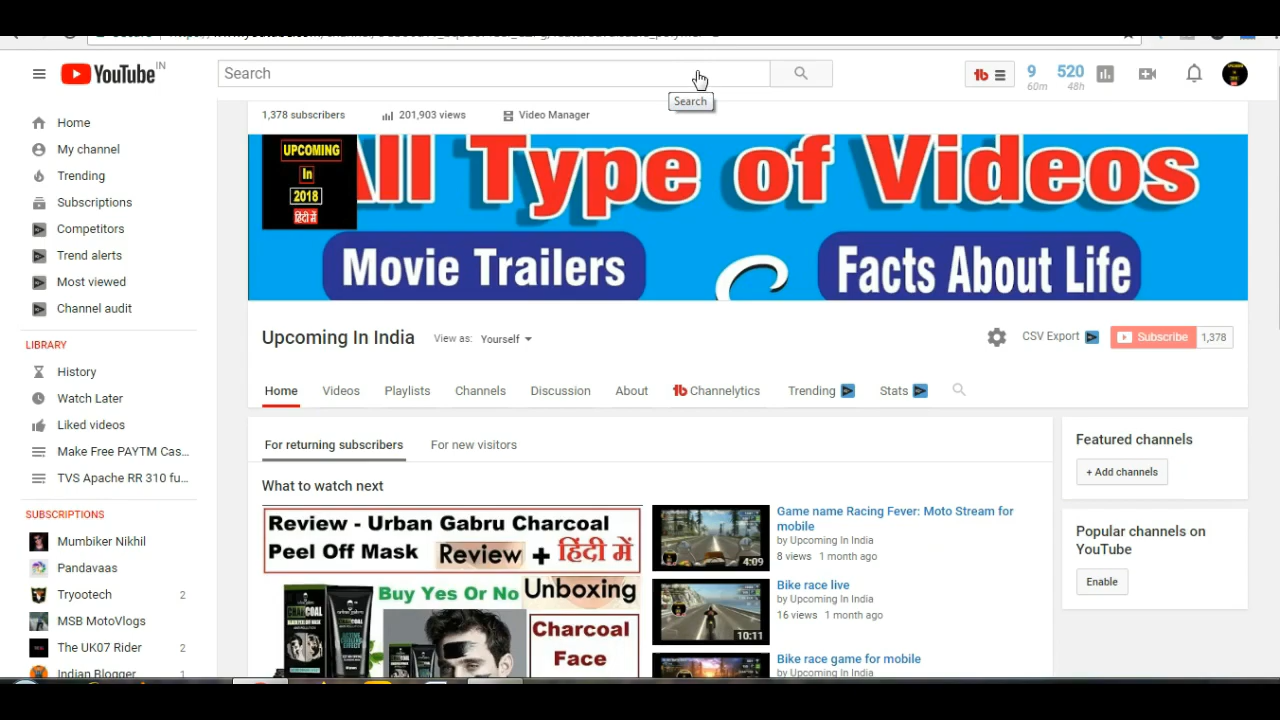 YouTube IN
Search
9 60m
520 48h
Search
Home
My channel
Trending
Subscriptions
Competitors
Trend alerts
Most viewed
Channel audit
LIBRARY
History
Watch Later
Liked videos
Make Free PAYTM Cas...
TVS Apache RR 310 fu...
SUBSCRIPTIONS
Mumbiker Nikhil
Pandavaas
Tryootech 2
MSB MotoVlogs
The UK07 Rider 2
Indian Blogger 1
1,378 subscribers 201,903 views Video Manager
UPCOMING
In
2018
हिंदी में
All Type of Videos
Movie Trailers
Facts About Life
Upcoming In India View as: Yourself
CSV Export Subscribe 1,378
Home Videos Playlists Channels Discussion About Channelytics Trending Stats
For returning subscribers For new visitors
What to watch next
Review - Urban Gabru Charcoal
Peel Off Mask Review + हिंदी में
Buy Yes Or No Unboxing
Charcoal
Face
4:09
Game name Racing Fever: Moto Stream for
mobile
by Upcoming In India
8 views 1 month ago
10:11
Bike race live
by Upcoming In India
16 views 1 month ago
Bike race game for mobile
by Upcoming In India
Featured channels
+ Add channels
Popular channels on
YouTube
Enable